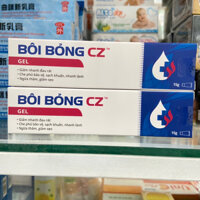 BÔI BỎNG CZ™
GEL
• Giảm nhanh đau rát
• Che phủ bảo vệ, sạch khuẩn, nhanh lành
• Ngừa thâm, giảm sẹo
15g
BÔI BỎNG CZ™
GEL
• Giảm nhanh đau rát
• Che phủ bảo vệ, sạch khuẩn, nhanh lành
• Ngừa thâm, giảm sẹo
15g